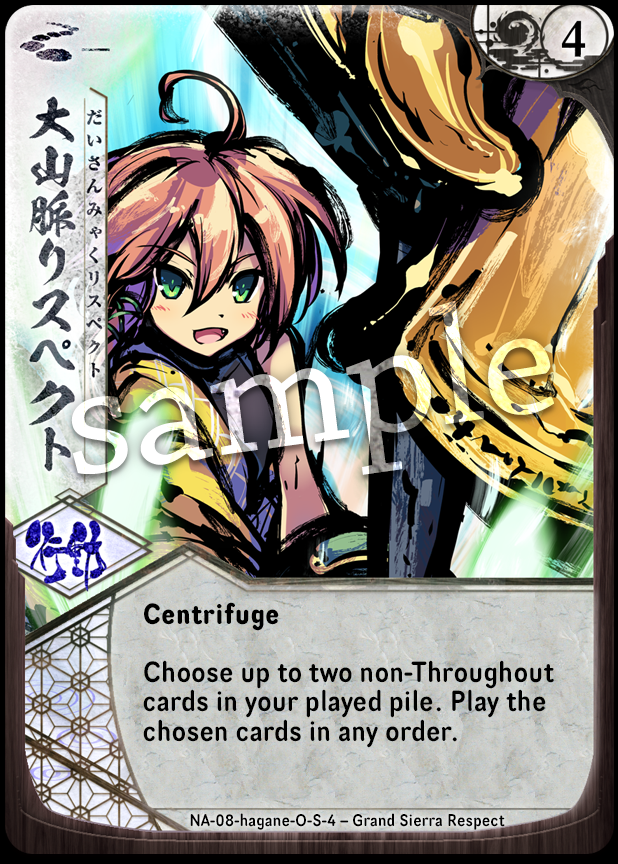 4
大山脈リスペクト
だいさんみゃくリスペクト
sample
行動
Centrifuge
Choose up to two non-Throughout
cards in your played pile. Play the
chosen cards in any order.
NA-08-hagane-O-S-4 – Grand Sierra Respect